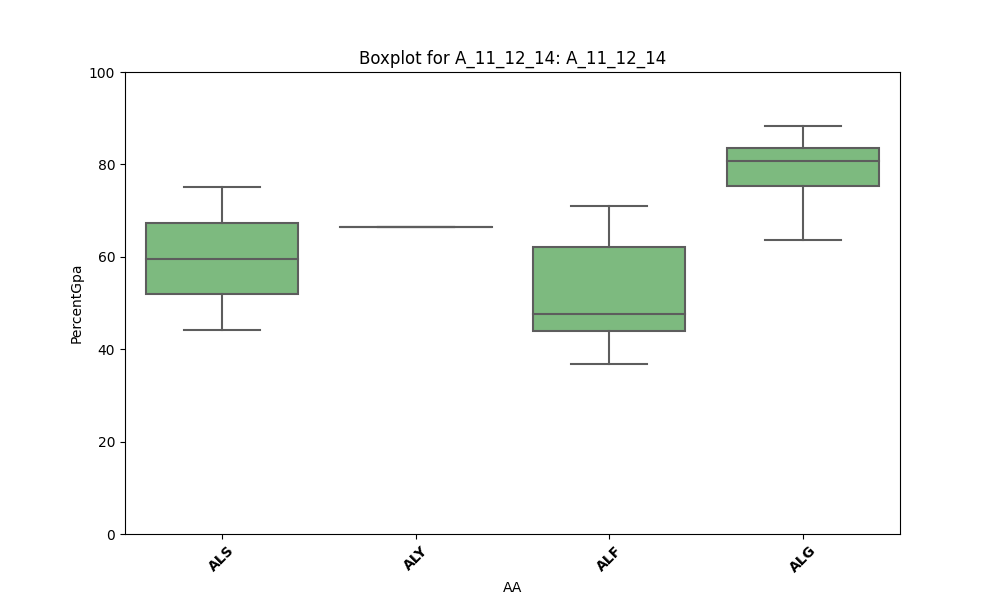 Boxplot for A_11_12_14: A_11_12_14
100
80
60
40
20
0
PercentGpa
ALS
ALY
ALF
ALG
AA